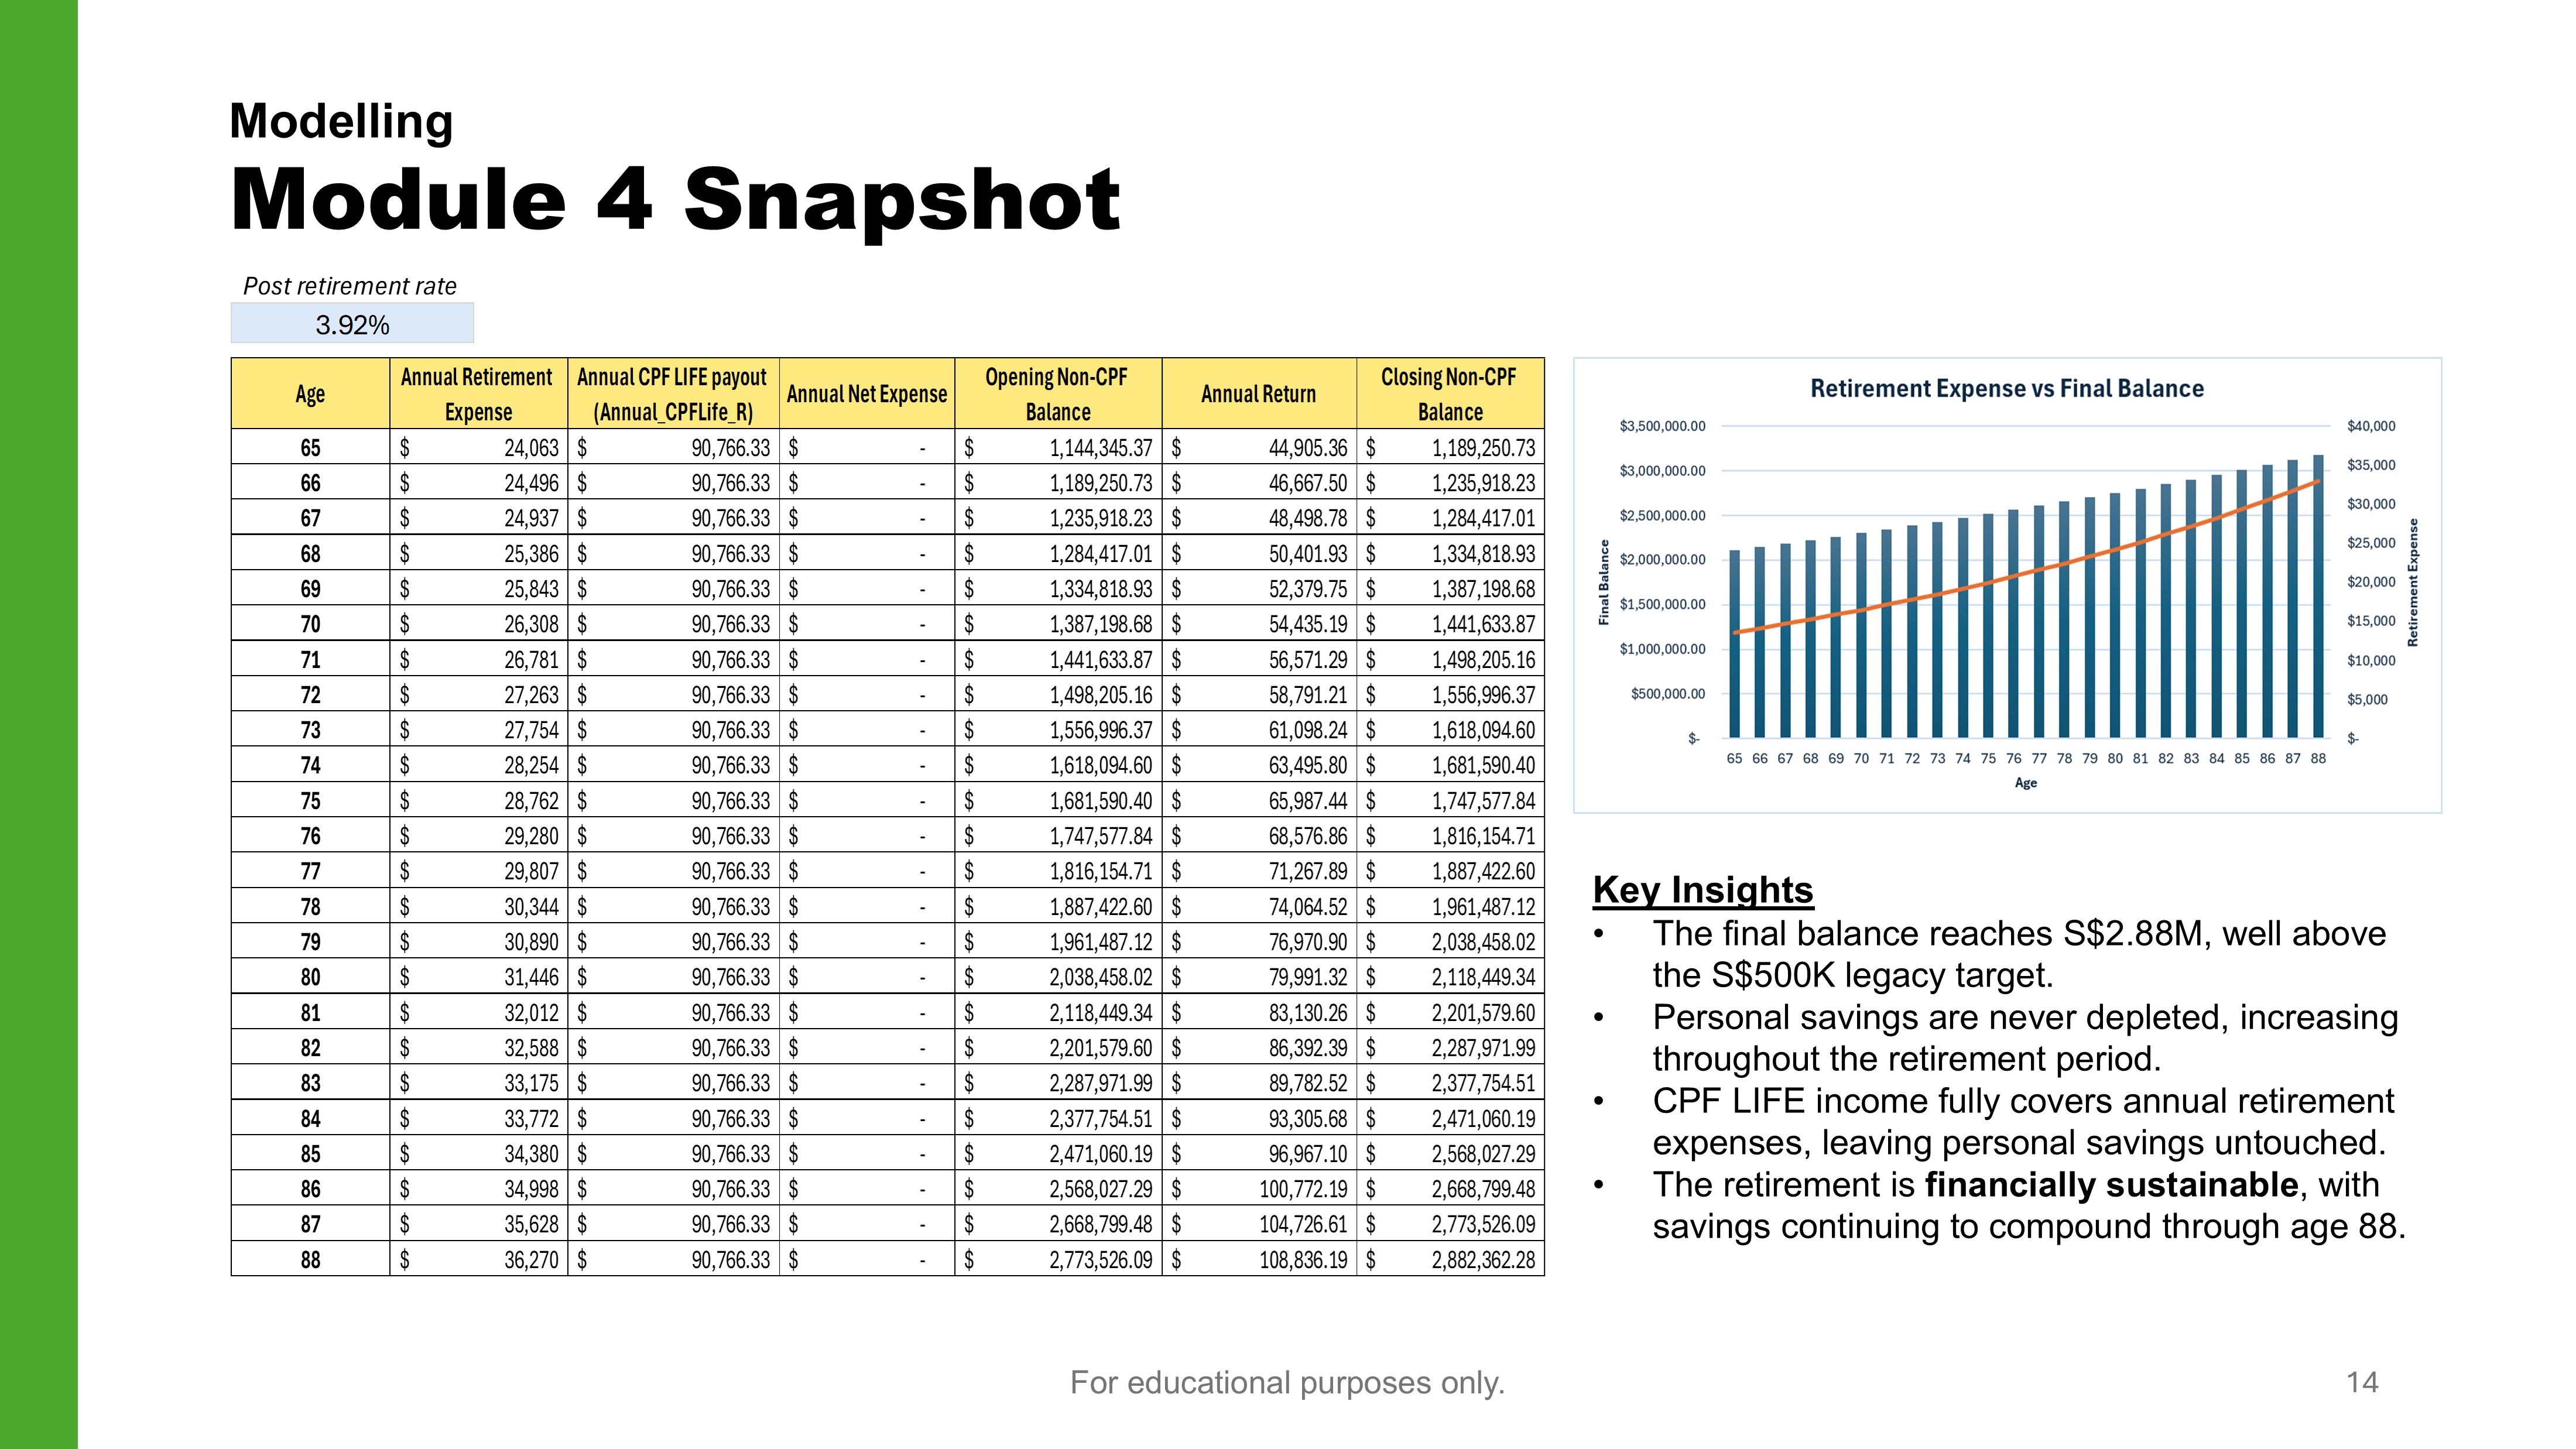 Modelling
Module 4 Snapshot
Post retirement rate
3.92%
Age Annual Retirement Expense Annual CPF LIFE payout (Annual_CPFLife_R) Annual Net Expense Opening Non-CPF Balance Annual Return Closing Non-CPF Balance
65 $ 24,063 $ 90,766.33 $ - $ 1,144,345.37 $ 44,905.36 $ 1,189,250.73
66 $ 24,496 $ 90,766.33 $ - $ 1,189,250.73 $ 46,667.50 $ 1,235,918.23
67 $ 24,937 $ 90,766.33 $ - $ 1,235,918.23 $ 48,498.78 $ 1,284,417.01
68 $ 25,386 $ 90,766.33 $ - $ 1,284,417.01 $ 50,401.93 $ 1,334,818.93
69 $ 25,843 $ 90,766.33 $ - $ 1,334,818.93 $ 52,379.75 $ 1,387,198.68
70 $ 26,308 $ 90,766.33 $ - $ 1,387,198.68 $ 54,435.19 $ 1,441,633.87
71 $ 26,781 $ 90,766.33 $ - $ 1,441,633.87 $ 56,571.29 $ 1,498,205.16
72 $ 27,263 $ 90,766.33 $ - $ 1,498,205.16 $ 58,791.21 $ 1,556,996.37
73 $ 27,754 $ 90,766.33 $ - $ 1,556,996.37 $ 61,098.24 $ 1,618,094.60
74 $ 28,254 $ 90,766.33 $ - $ 1,618,094.60 $ 63,495.80 $ 1,681,590.40
75 $ 28,762 $ 90,766.33 $ - $ 1,681,590.40 $ 65,987.44 $ 1,747,577.84
76 $ 29,280 $ 90,766.33 $ - $ 1,747,577.84 $ 68,576.86 $ 1,816,154.71
77 $ 29,807 $ 90,766.33 $ - $ 1,816,154.71 $ 71,267.89 $ 1,887,422.60
78 $ 30,344 $ 90,766.33 $ - $ 1,887,422.60 $ 74,064.52 $ 1,961,487.12
79 $ 30,890 $ 90,766.33 $ - $ 1,961,487.12 $ 76,970.90 $ 2,038,458.02
80 $ 31,446 $ 90,766.33 $ - $ 2,038,458.02 $ 79,991.32 $ 2,118,449.34
81 $ 32,012 $ 90,766.33 $ - $ 2,118,449.34 $ 83,130.26 $ 2,201,579.60
82 $ 32,588 $ 90,766.33 $ - $ 2,201,579.60 $ 86,392.39 $ 2,287,971.99
83 $ 33,175 $ 90,766.33 $ - $ 2,287,971.99 $ 89,782.52 $ 2,377,754.51
84 $ 33,772 $ 90,766.33 $ - $ 2,377,754.51 $ 93,305.68 $ 2,471,060.19
85 $ 34,380 $ 90,766.33 $ - $ 2,471,060.19 $ 96,967.10 $ 2,568,027.29
86 $ 34,998 $ 90,766.33 $ - $ 2,568,027.29 $ 100,772.19 $ 2,668,799.48
87 $ 35,628 $ 90,766.33 $ - $ 2,668,799.48 $ 104,726.61 $ 2,773,526.09
88 $ 36,270 $ 90,766.33 $ - $ 2,773,526.09 $ 108,836.19 $ 2,882,362.28
Retirement Expense vs Final Balance
$3,500,000.00 $40,000
$3,000,000.00 $35,000
$2,500,000.00 $30,000
$2,000,000.00 $25,000
$1,500,000.00 $20,000
$1,000,000.00 $15,000
$500,000.00 $10,000
$- $5,000
$-
Final Balance
Retirement Expense
65 66 67 68 69 70 71 72 73 74 75 76 77 78 79 80 81 82 83 84 85 86 87 88
Age
Key Insights
• The final balance reaches S$2.88M, well above
the S$500K legacy target.
• Personal savings are never depleted, increasing
throughout the retirement period.
• CPF LIFE income fully covers annual retirement
expenses, leaving personal savings untouched.
• The retirement is financially sustainable, with
savings continuing to compound through age 88.
For educational purposes only.
14